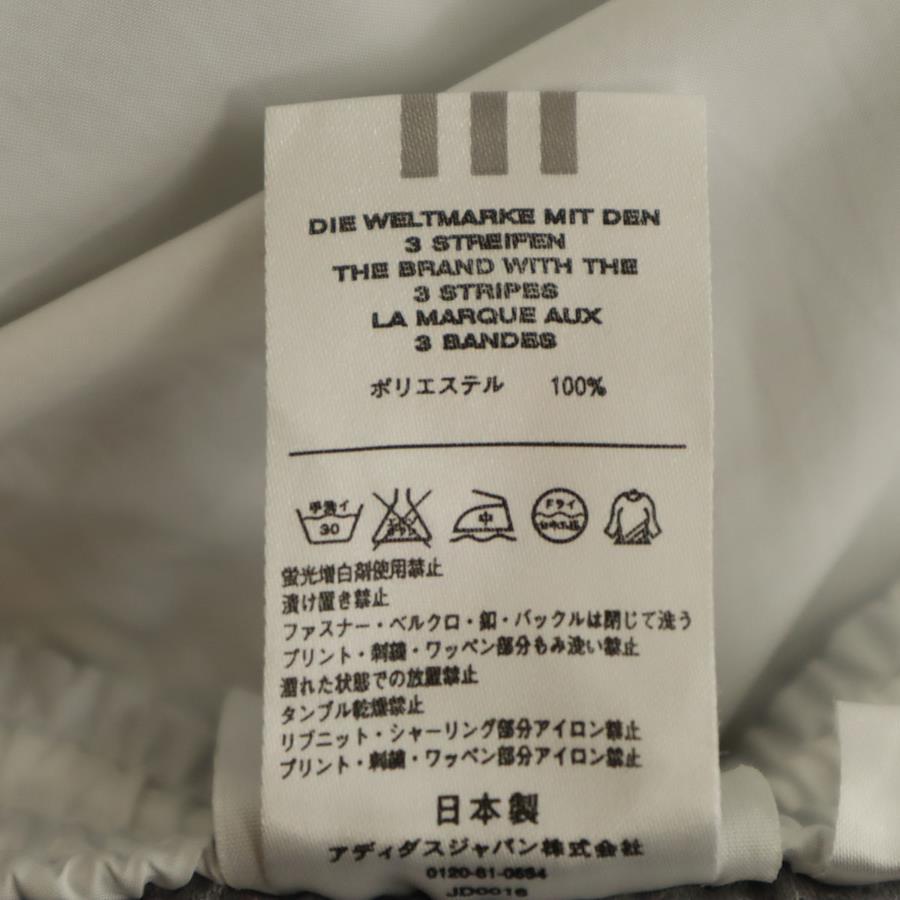 DIE WELTMARKE MIT DEN
3 STREIFEN
THE BRAND WITH THE
3 STRIPES
LA MARQUE AUX
3 BANDES
ポリエステル 100%
手洗イ 30 中 ドライ
蛍光増白剤使用禁止
漬け置き禁止
ファスナー・ベルクロ・釦・バックルは閉じて洗う
プリント・刺繍・ワッペン部分もみ洗い禁止
濡れた状態での放置禁止
タンブル乾燥禁止
リブニット・シャーリング部分アイロン禁止
プリント・刺繍・ワッペン部分アイロン禁止
日本製
アディダスジャパン株式会社
0120-81-0654
JD0016